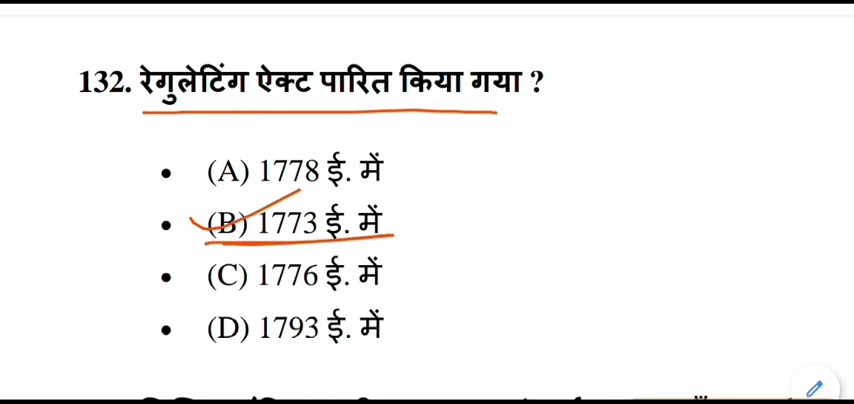 132. रेगुलेटिंग ऐक्ट पारित किया गया ?
• (A) 1778 ई. में
• (B) 1773 ई. में
• (C) 1776 ई. में
• (D) 1793 ई. में